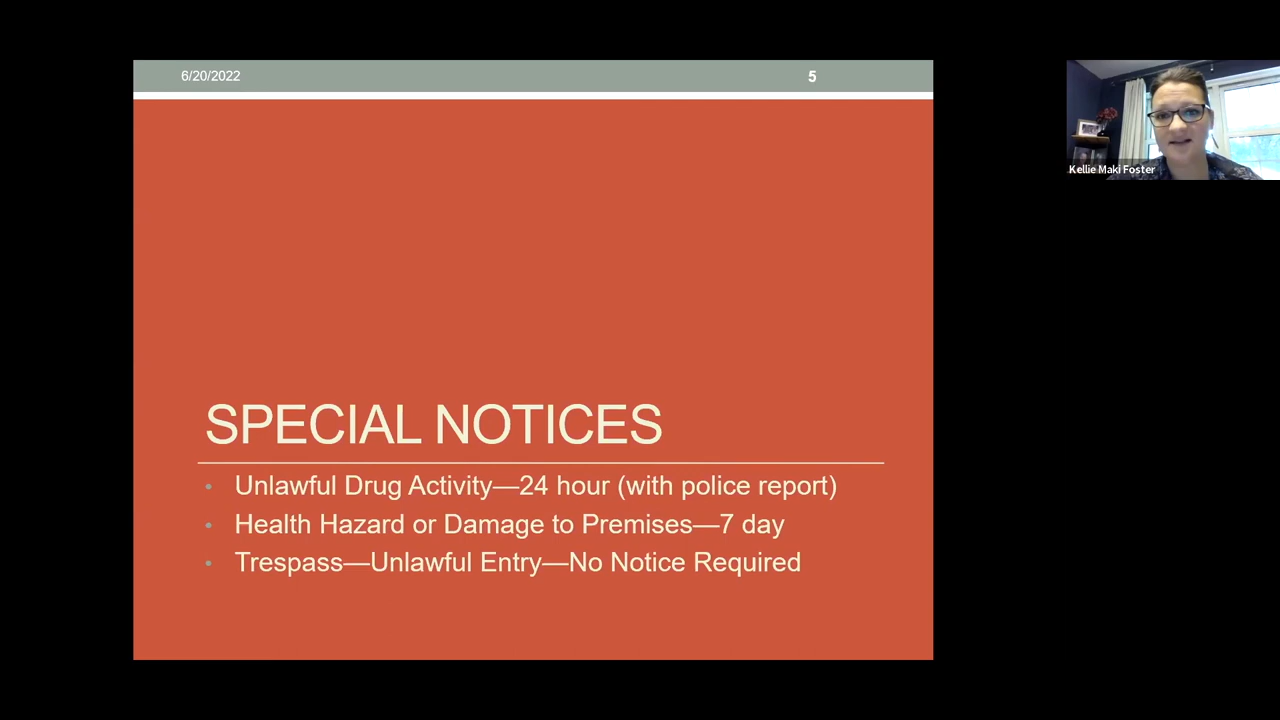 6/20/2022
5
SPECIAL NOTICES
• Unlawful Drug Activity—24 hour (with police report)
• Health Hazard or Damage to Premises—7 day
• Trespass—Unlawful Entry—No Notice Required
Kellie Maki Foster